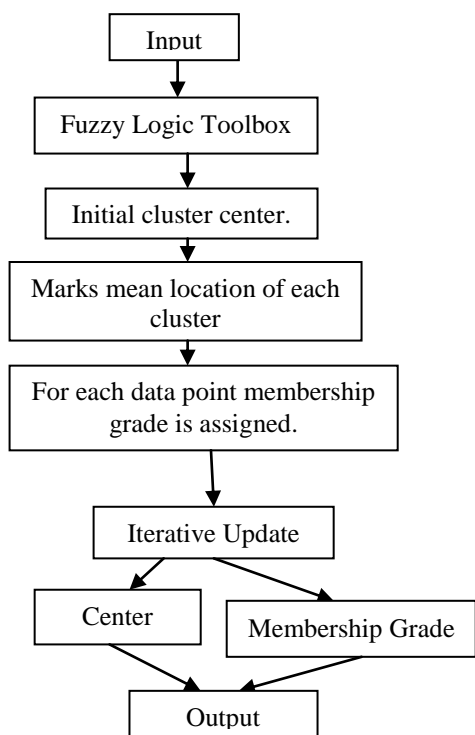 Input
Fuzzy Logic Toolbox
Initial cluster center.
Marks mean location of each
cluster
For each data point membership
grade is assigned.
Iterative Update
Center
Membership Grade
Output